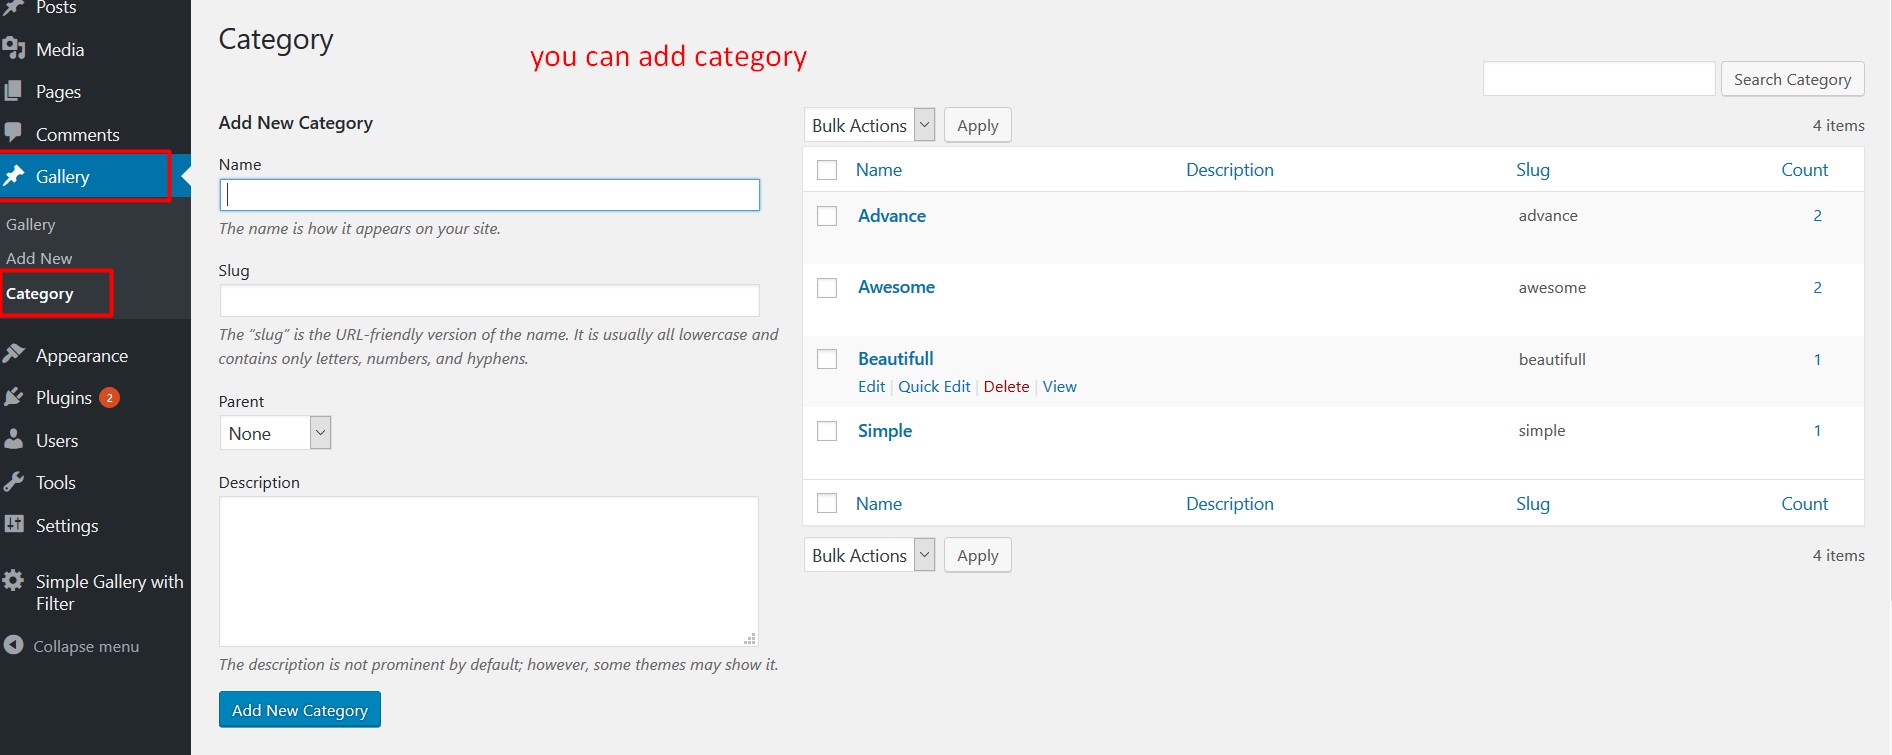 Posts
Media
Pages
Comments
Gallery
Gallery
Add New
Category
Appearance
Plugins 2
Users
Tools
Settings
Simple Gallery with
Filter
Collapse menu
Category
you can add category
Search Category
Add New Category
Name
The name is how it appears on your site.
Slug
The “slug” is the URL-friendly version of the name. It is usually all lowercase and
contains only letters, numbers, and hyphens.
Parent
None
Description
The description is not prominent by default; however, some themes may show it.
Add New Category
Bulk Actions Apply 4 items
Name Description Slug Count
Advance advance 2
Awesome awesome 2
Beautifull beautifull 1
Edit | Quick Edit | Delete | View
Simple simple 1
Name Description Slug Count
Bulk Actions Apply 4 items